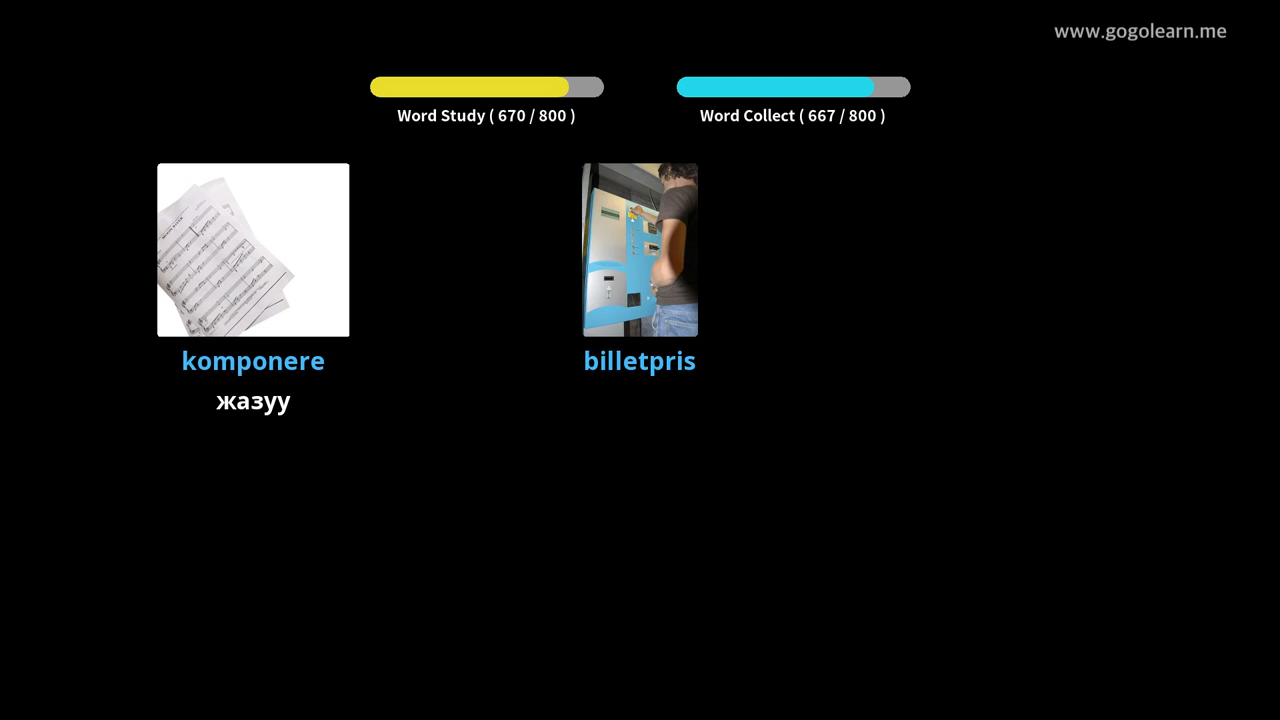 www.gogolearn.me
Word Study ( 670 / 800 )
Word Collect ( 667 / 800 )
komponere
жазуу
billetpris